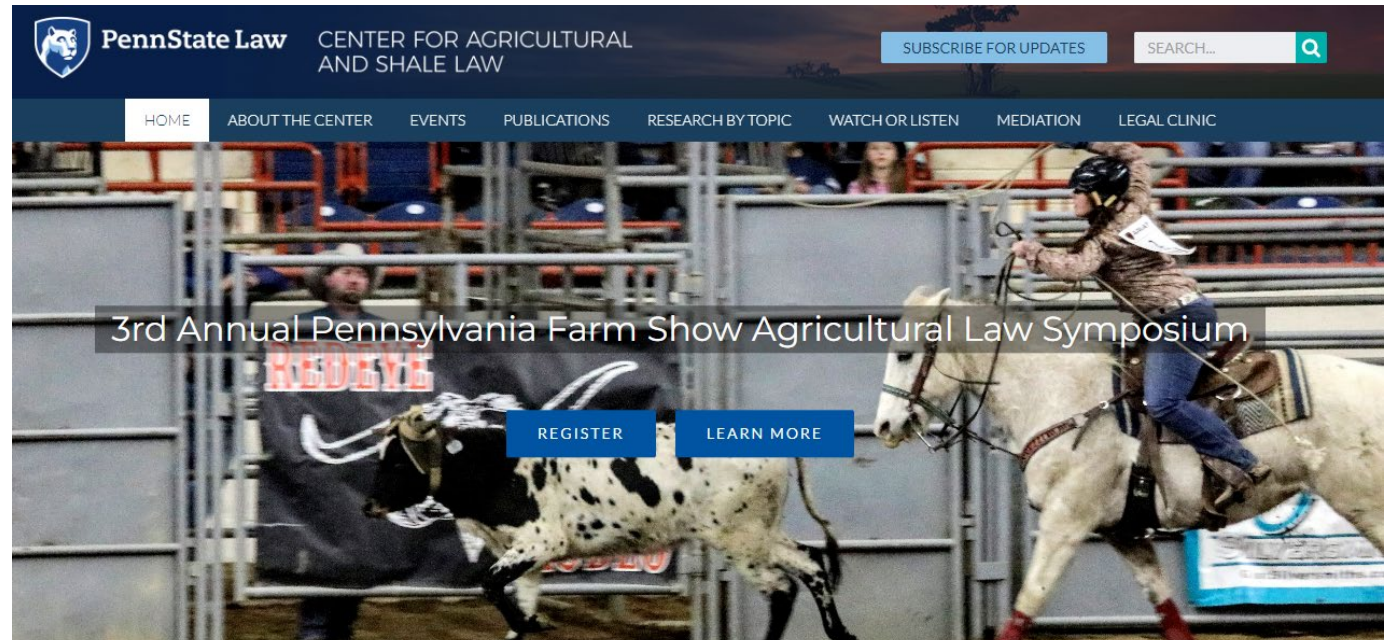 PennState Law
CENTER FOR AGRICULTURAL
AND SHALE LAW
SUBSCRIBE FOR UPDATES
SEARCH...
HOME
ABOUT THE CENTER
EVENTS
PUBLICATIONS
RESEARCH BY TOPIC
WATCH OR LISTEN
MEDIATION
LEGAL CLINIC
3rd Annual Pennsylvania Farm Show Agricultural Law Symposium
REDEYE
REGISTER
LEARN MORE